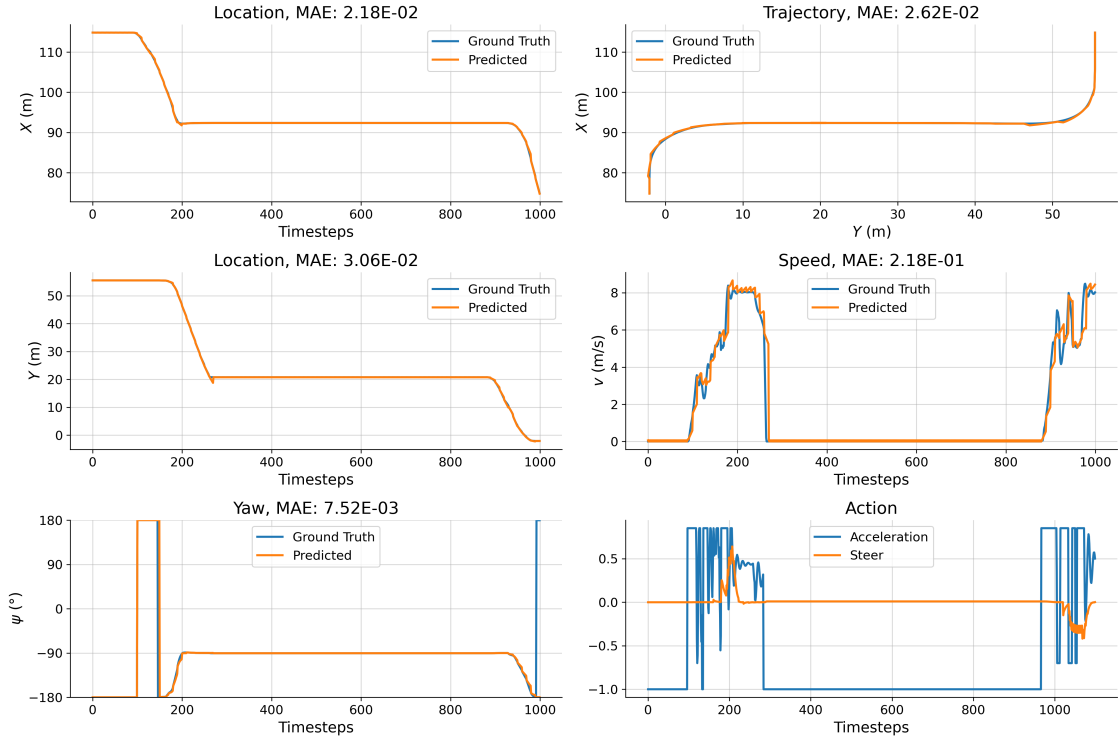 Location, MAE: 2.18E-02
X (m)
110
100
90
80
0 200 400 600 800 1000
Timesteps
Ground Truth
Predicted
Trajectory, MAE: 2.62E-02
X (m)
110
100
90
80
0 10 20 30 40 50
Y (m)
Ground Truth
Predicted
Location, MAE: 3.06E-02
Y (m)
50
40
30
20
10
0
0 200 400 600 800 1000
Timesteps
Ground Truth
Predicted
Speed, MAE: 2.18E-01
v (m/s)
8
6
4
2
0
0 200 400 600 800 1000
Timesteps
Ground Truth
Predicted
Yaw, MAE: 7.52E-03
ψ (°)
180
90
0
−90
−180
0 200 400 600 800 1000
Timesteps
Ground Truth
Predicted
Action
0.5
0.0
−0.5
−1.0
0 200 400 600 800 1000
Timesteps
Acceleration
Steer